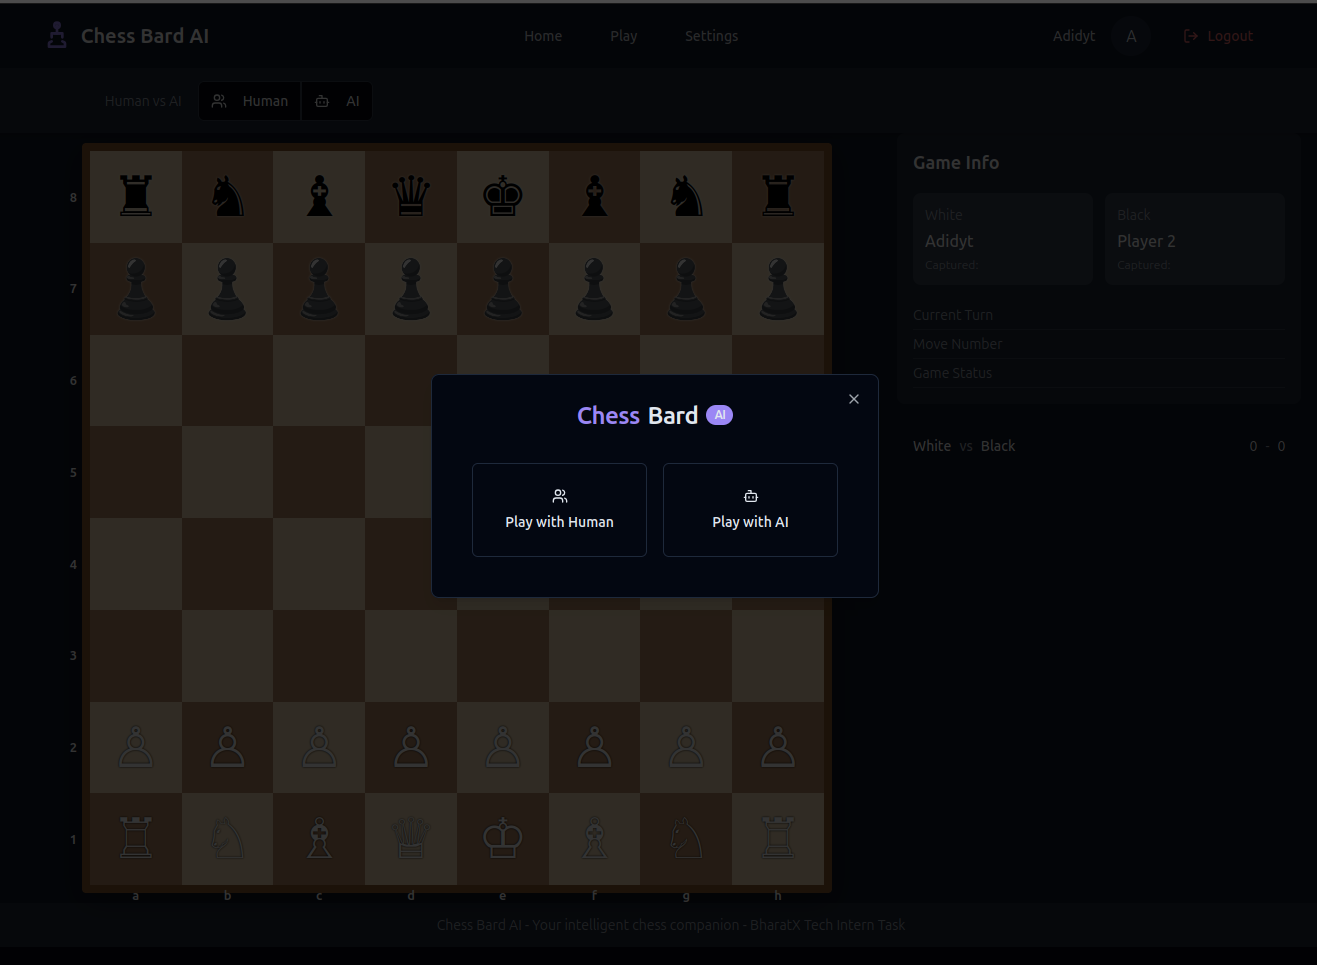 Chess Bard AI
Home Play Settings
Adidyt A Logout
Human vs AI Human AI
Game Info
White
Adidyt
Captured:
Black
Player 2
Captured:
Current Turn
Move Number
Game Status
White vs Black 0 - 0
Chess Bard AI
Play with Human
Play with AI
8
7
6
5
4
3
2
1
a b c d e f g h
Chess Bard AI - Your intelligent chess companion - BharatX Tech Intern Task